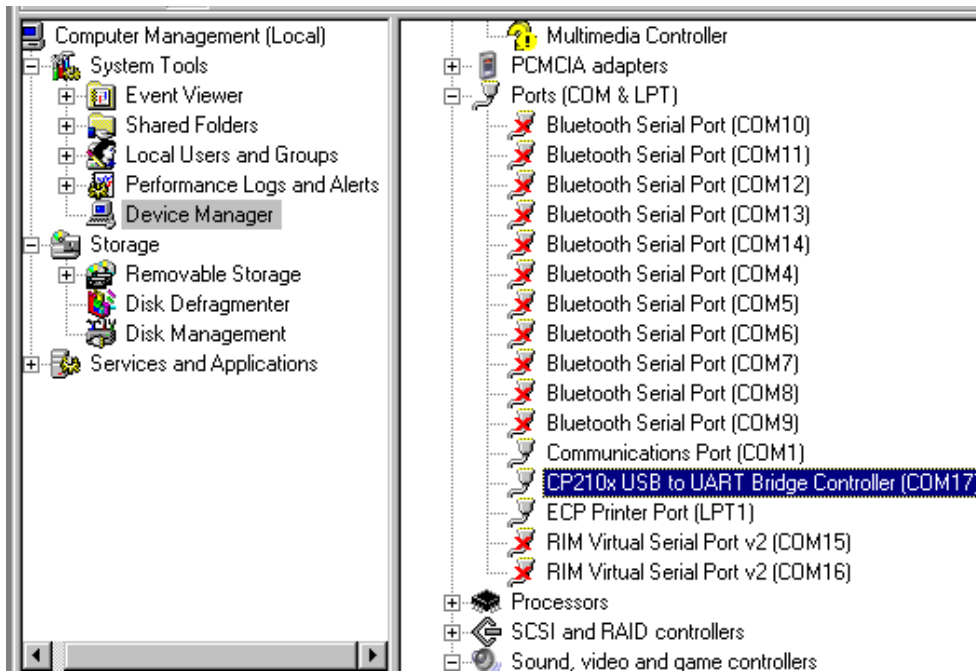 Computer Management (Local)
System Tools
Event Viewer
Shared Folders
Local Users and Groups
Performance Logs and Alerts
Device Manager
Storage
Removable Storage
Disk Defragmenter
Disk Management
Services and Applications
Multimedia Controller
PCMCIA adapters
Ports (COM & LPT)
Bluetooth Serial Port (COM10)
Bluetooth Serial Port (COM11)
Bluetooth Serial Port (COM12)
Bluetooth Serial Port (COM13)
Bluetooth Serial Port (COM14)
Bluetooth Serial Port (COM4)
Bluetooth Serial Port (COM5)
Bluetooth Serial Port (COM6)
Bluetooth Serial Port (COM7)
Bluetooth Serial Port (COM8)
Bluetooth Serial Port (COM9)
Communications Port (COM1)
CP210x USB to UART Bridge Controller (COM17
ECP Printer Port (LPT1)
RIM Virtual Serial Port v2 (COM15)
RIM Virtual Serial Port v2 (COM16)
Processors
SCSI and RAID controllers
Sound, video and game controllers